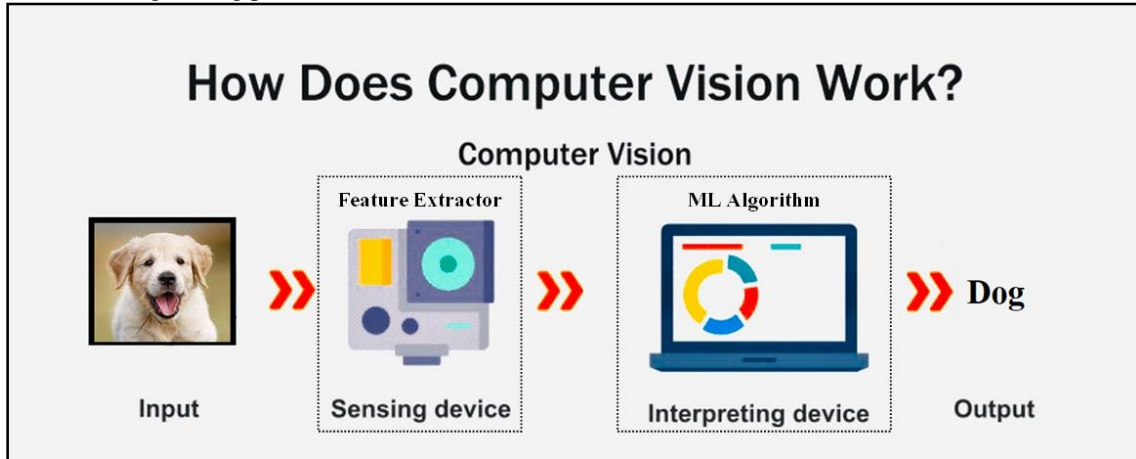 How Does Computer Vision Work?
Computer Vision
Feature Extractor
ML Algorithm
Dog
Input
Sensing device
Interpreting device
Output